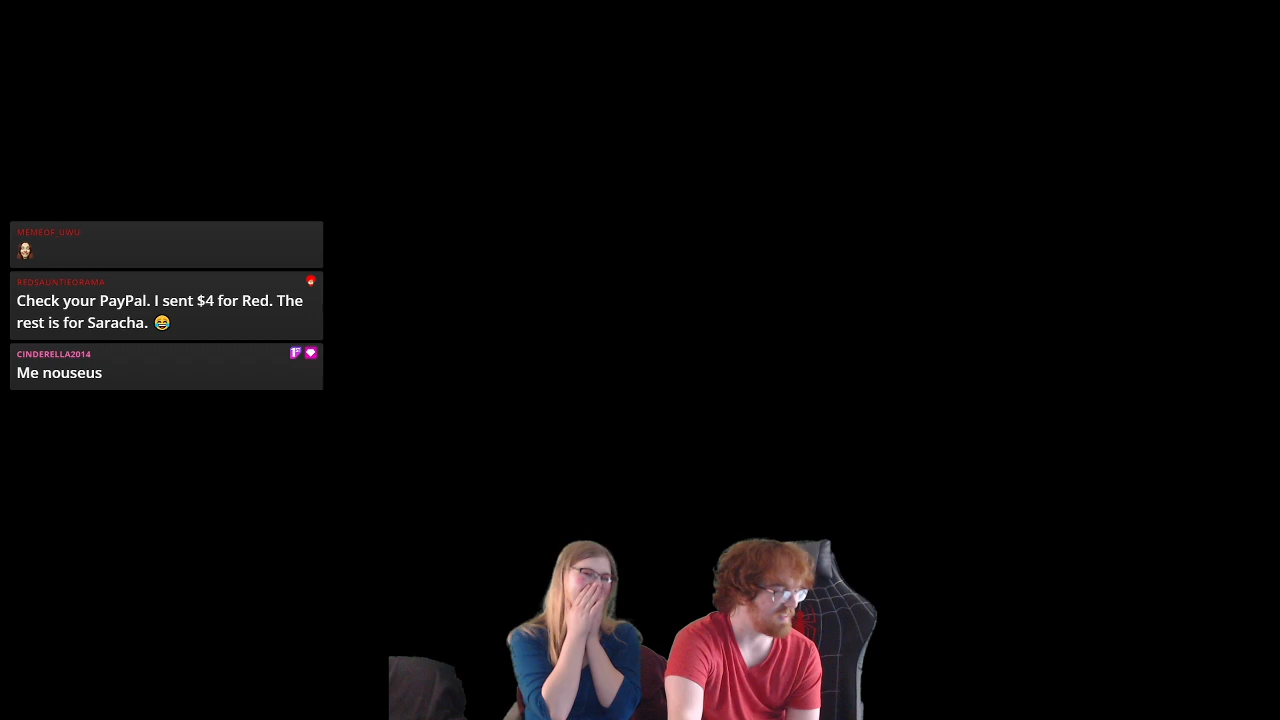 MEMEOF_UWU
REDSAUNTIEORAMA
Check your PayPal. I sent $4 for Red. The
rest is for Saracha. 😂
CINDERELLA2014
Me nouseus